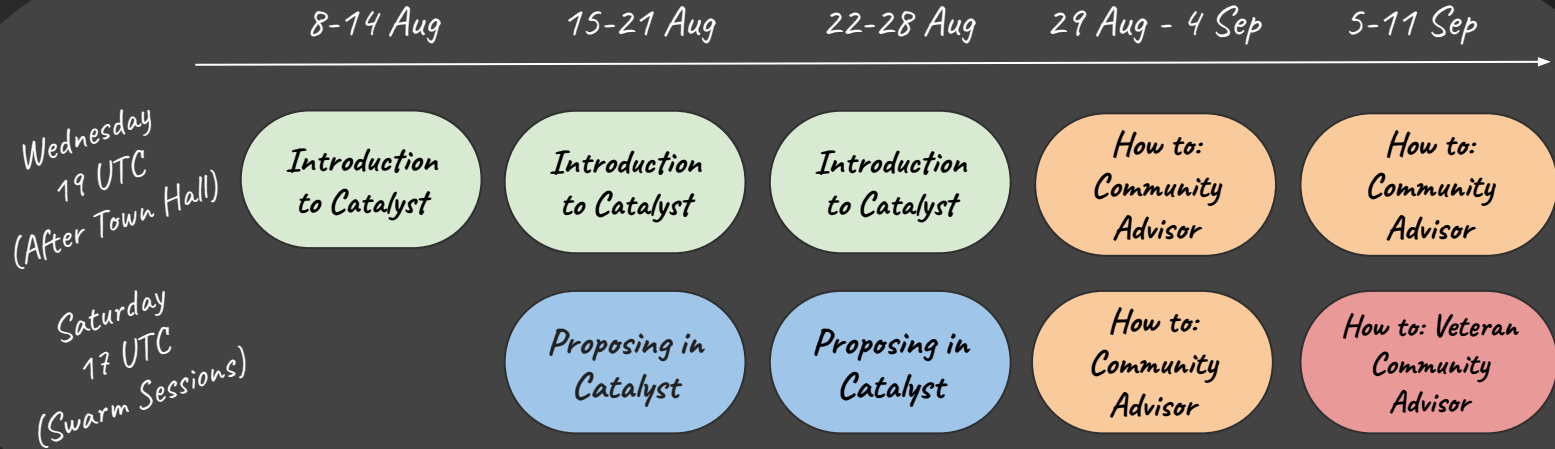 8-14 Aug
15-21 Aug
22-28 Aug
29 Aug - 4 Sep
5-11 Sep
Wednesday
19 UTC
(After Town Hall)
Introduction
to Catalyst
Introduction
to Catalyst
Introduction
to Catalyst
How to:
Community
Advisor
How to:
Community
Advisor
Saturday
17 UTC
(Swarm Sessions)
Proposing in
Catalyst
Proposing in
Catalyst
How to:
Community
Advisor
How to: Veteran
Community
Advisor